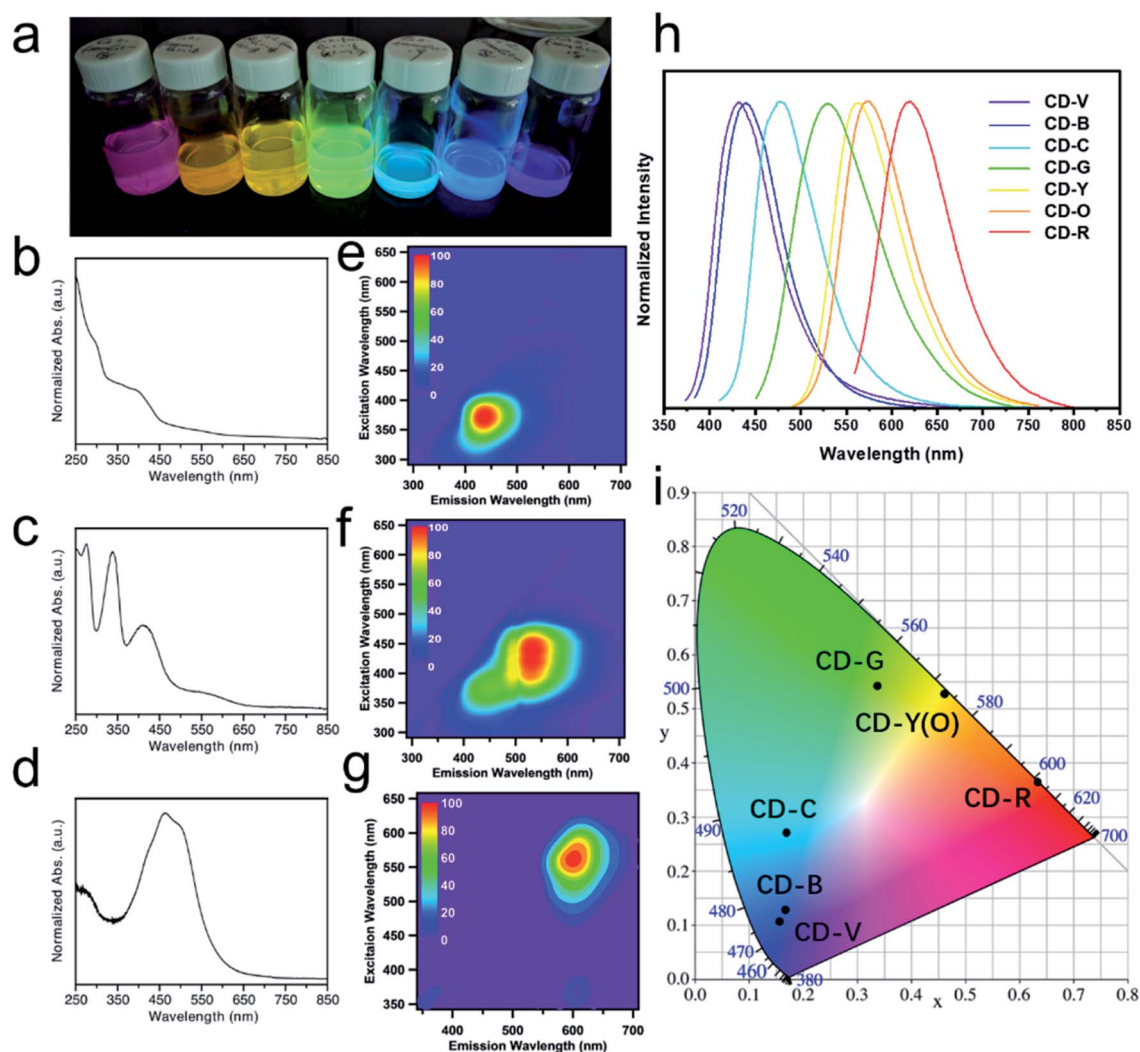 a
b
Normalized Abs. (a.u.)
250 350 450 550 650 750 850
Wavelength (nm)
c
Normalized Abs. (a.u.)
250 350 450 550 650 750 850
Wavelength (nm)
d
Normalized Abs. (a.u.)
250 350 450 550 650 750 850
Wavelength (nm)
e
Excitation Wavelength (nm)
650
600
550
500
450
400
350
300
100
80
60
40
20
0
300 400 500 600 700
Emission Wavelength (nm)
f
Excitation Wavelength (nm)
650
600
550
500
450
400
350
300
100
80
60
40
20
0
300 400 500 600 700
Emission Wavelength (nm)
g
Excitaion Wavelength (nm)
650
600
550
500
450
400
350
100
80
60
40
20
0
400 500 600 700
Emission Wavelength (nm)
h
Normalized Intensity
CD-V
CD-B
CD-C
CD-G
CD-Y
CD-O
CD-R
350 400 450 500 550 600 650 700 750 800 850
Wavelength (nm)
i
0.9
0.8
0.7
0.6
0.5
y
0.4
0.3
0.2
0.1
0.0
520
540
560
580
600
620
700
500
490
480
470
460
380
CD-G
CD-Y(O)
CD-R
CD-C
CD-B
CD-V
0.0 0.1 0.2 0.3 0.4 0.5 0.6 0.7 0.8
x